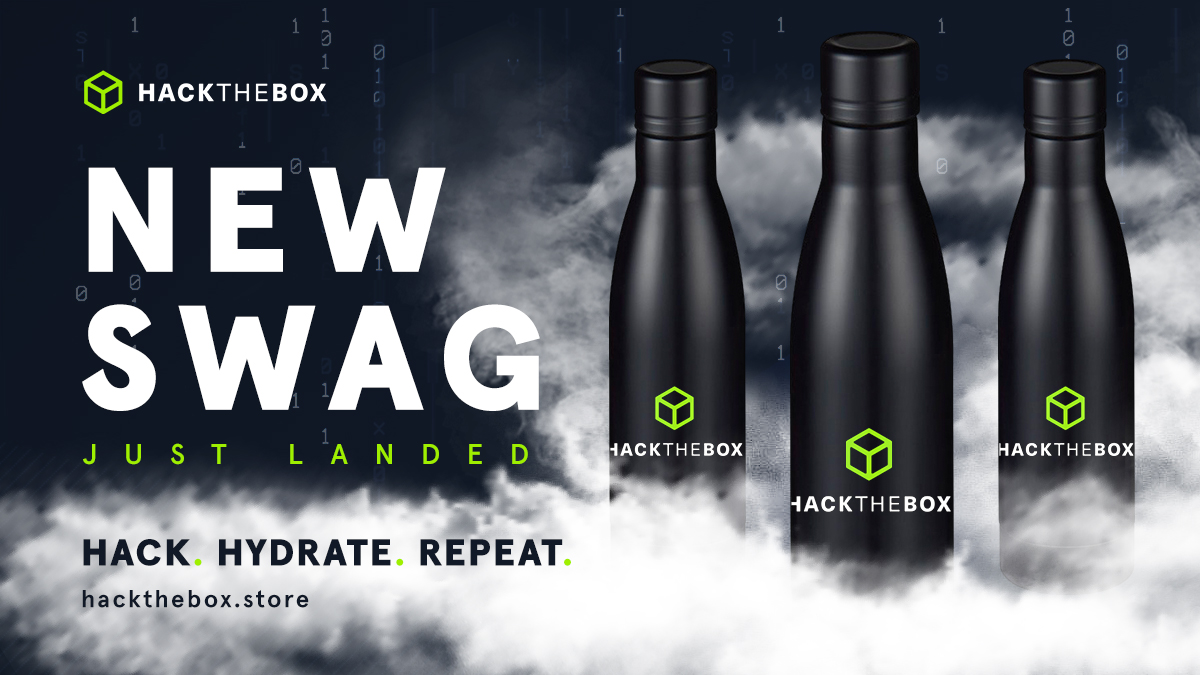 HACKTHEBOX
NEW
SWAG
JUST LANDED
HACK. HYDRATE. REPEAT.
hackthebox.store
HACKTHEBOX
HACKTHEBOX
HACKTHEBOX